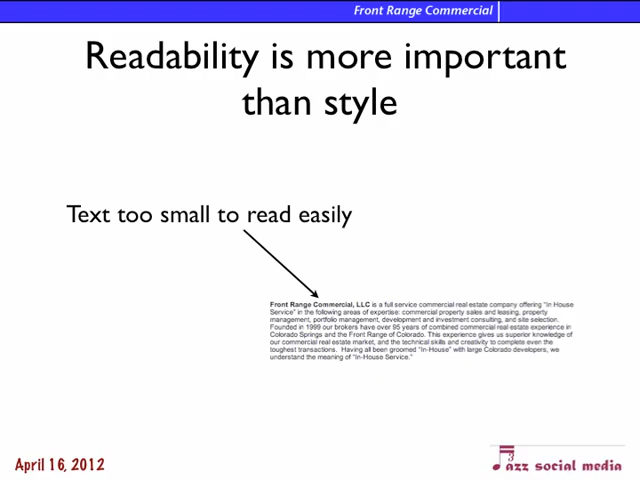 Front Range Commercial
Readability is more important
than style
Text too small to read easily
Front Range Commercial, LLC is a full service commercial real estate company offering "In House
Service" in the following areas of expertise: commercial property sales and leasing, property
management, portfolio management, development and investment consulting, and site selection.
Founded in 1999 our brokers have over 95 years of combined commercial real estate experience in
Colorado Springs and the Front Range of Colorado. This experience gives us superior knowledge of
our commercial real estate market, and the technical skills and creativity to complete even the
toughest transactions. Having all been groomed "In-House" with large Colorado developers, we
understand the meaning of "In-House Service."
April 16, 2012
3
azz social media